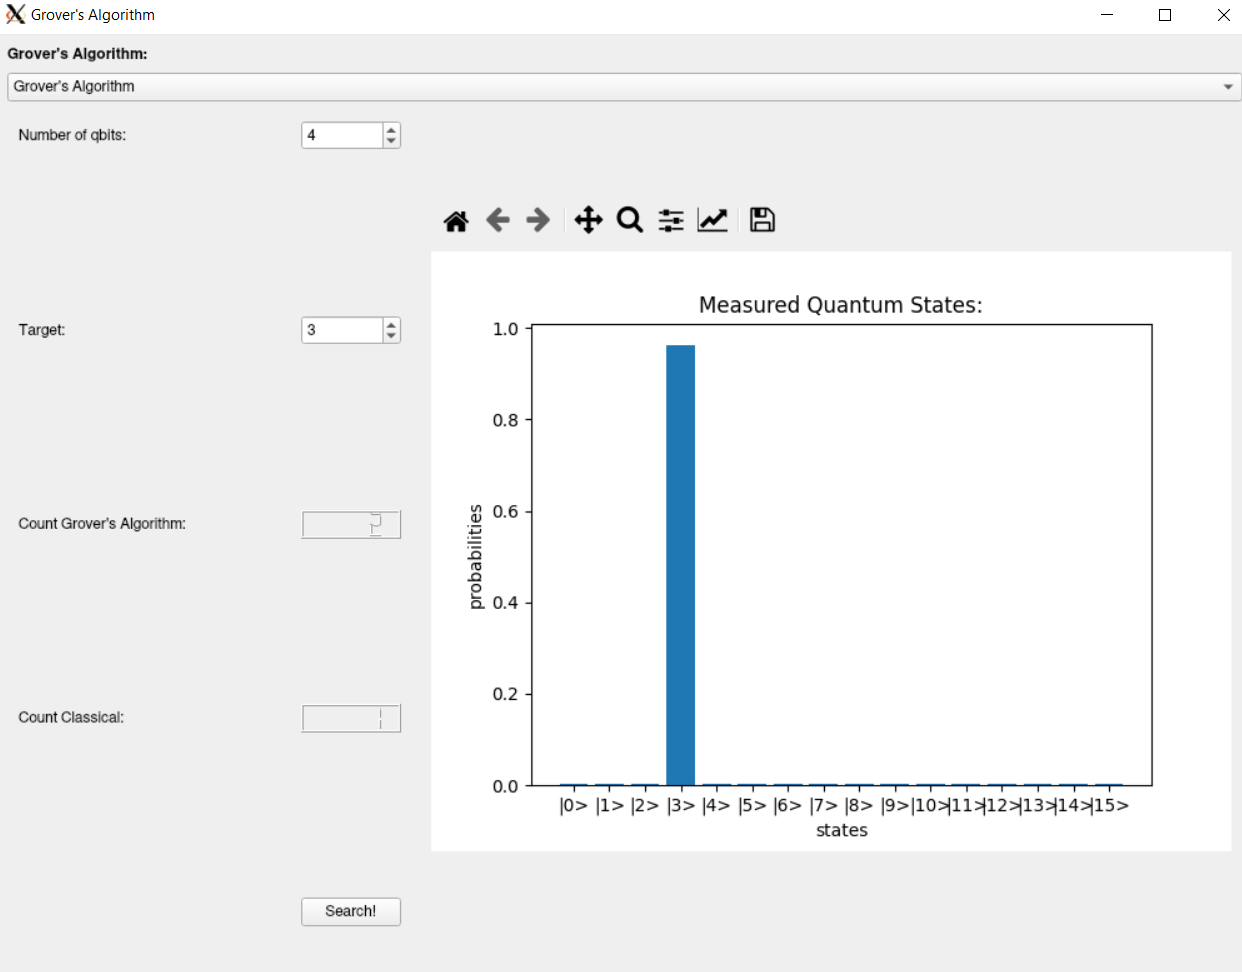 Grover's Algorithm
Grover's Algorithm:
Grover's Algorithm
Number of qbits:
4
Target:
3
Count Grover's Algorithm:
2
Count Classical:
1
Search!
Measured Quantum States:
1.0
0.8
0.6
0.4
0.2
0.0
probabilities
|0> |1> |2> |3> |4> |5> |6> |7> |8> |9> |10> |11> |12> |13> |14> |15>
states